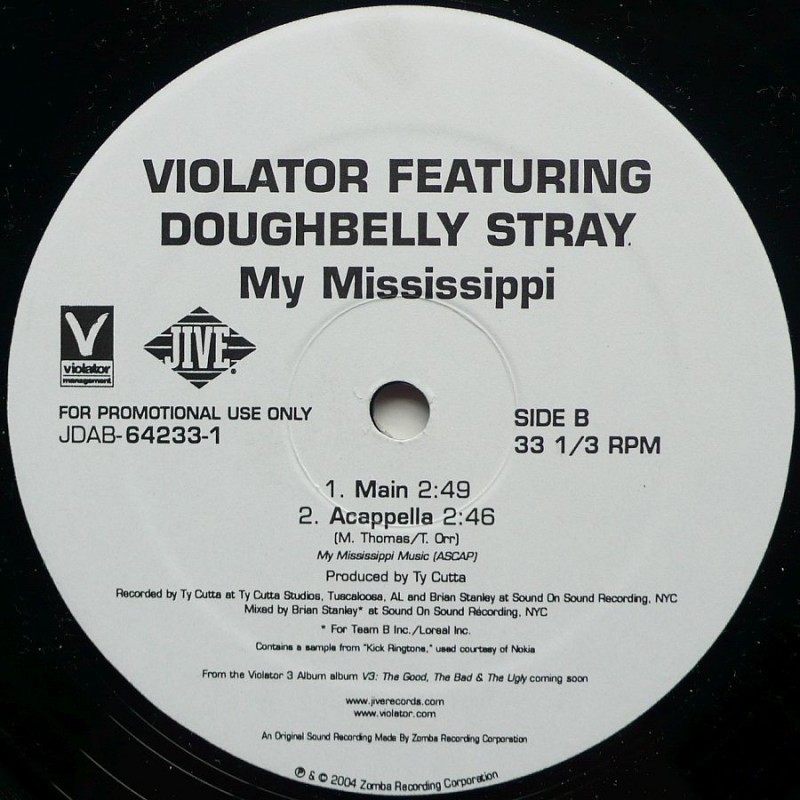 VIOLATOR FEATURING
DOUGHBELLY STRAY
My Mississippi
V
violator
management
JIVE
FOR PROMOTIONAL USE ONLY
JDAB-64233-1
SIDE B
33 1/3 RPM
1. Main 2:49
2. Acappella 2:46
(M. Thomas/T. Orr)
My Mississippi Music (ASCAP)
Produced by Ty Cutta
Recorded by Ty Cutta at Ty Cutta Studios, Tuscaloosa, AL and Brian Stanley at Sound On Sound Recording, NYC
Mixed by Brian Stanley* at Sound On Sound Recording, NYC
* For Team B Inc./Loreal Inc.
Contains a sample from "Kick Ringtone," used courtesy of Nokia
From the Violator 3 Album album V3: The Good, The Bad & The Ugly coming soon
www.jiverecords.com
www.violator.com
An Original Sound Recording Made By Zomba Recording Corporation
℗ & © 2004 Zomba Recording Corporation